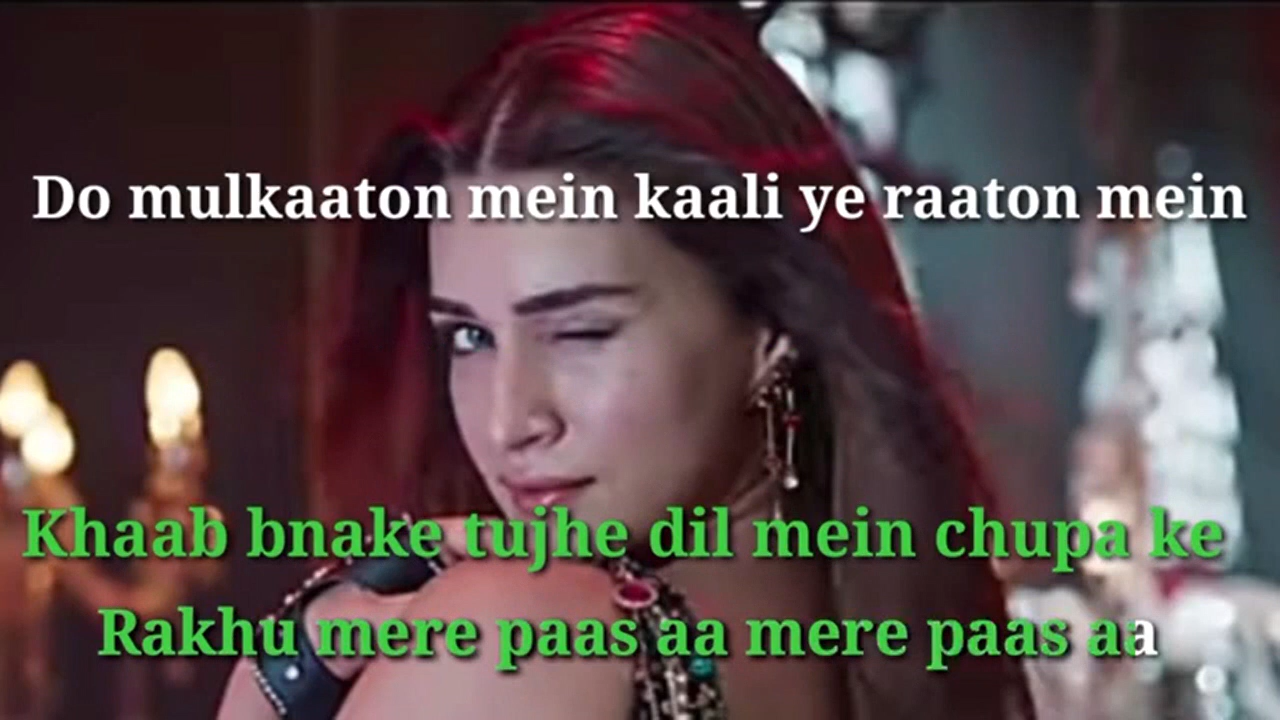 Do mulkaaton mein kaali ye raaton mein
Khaab bnake tujhe dil mein chupa ke
Rakhu mere paas aa mere paas aa